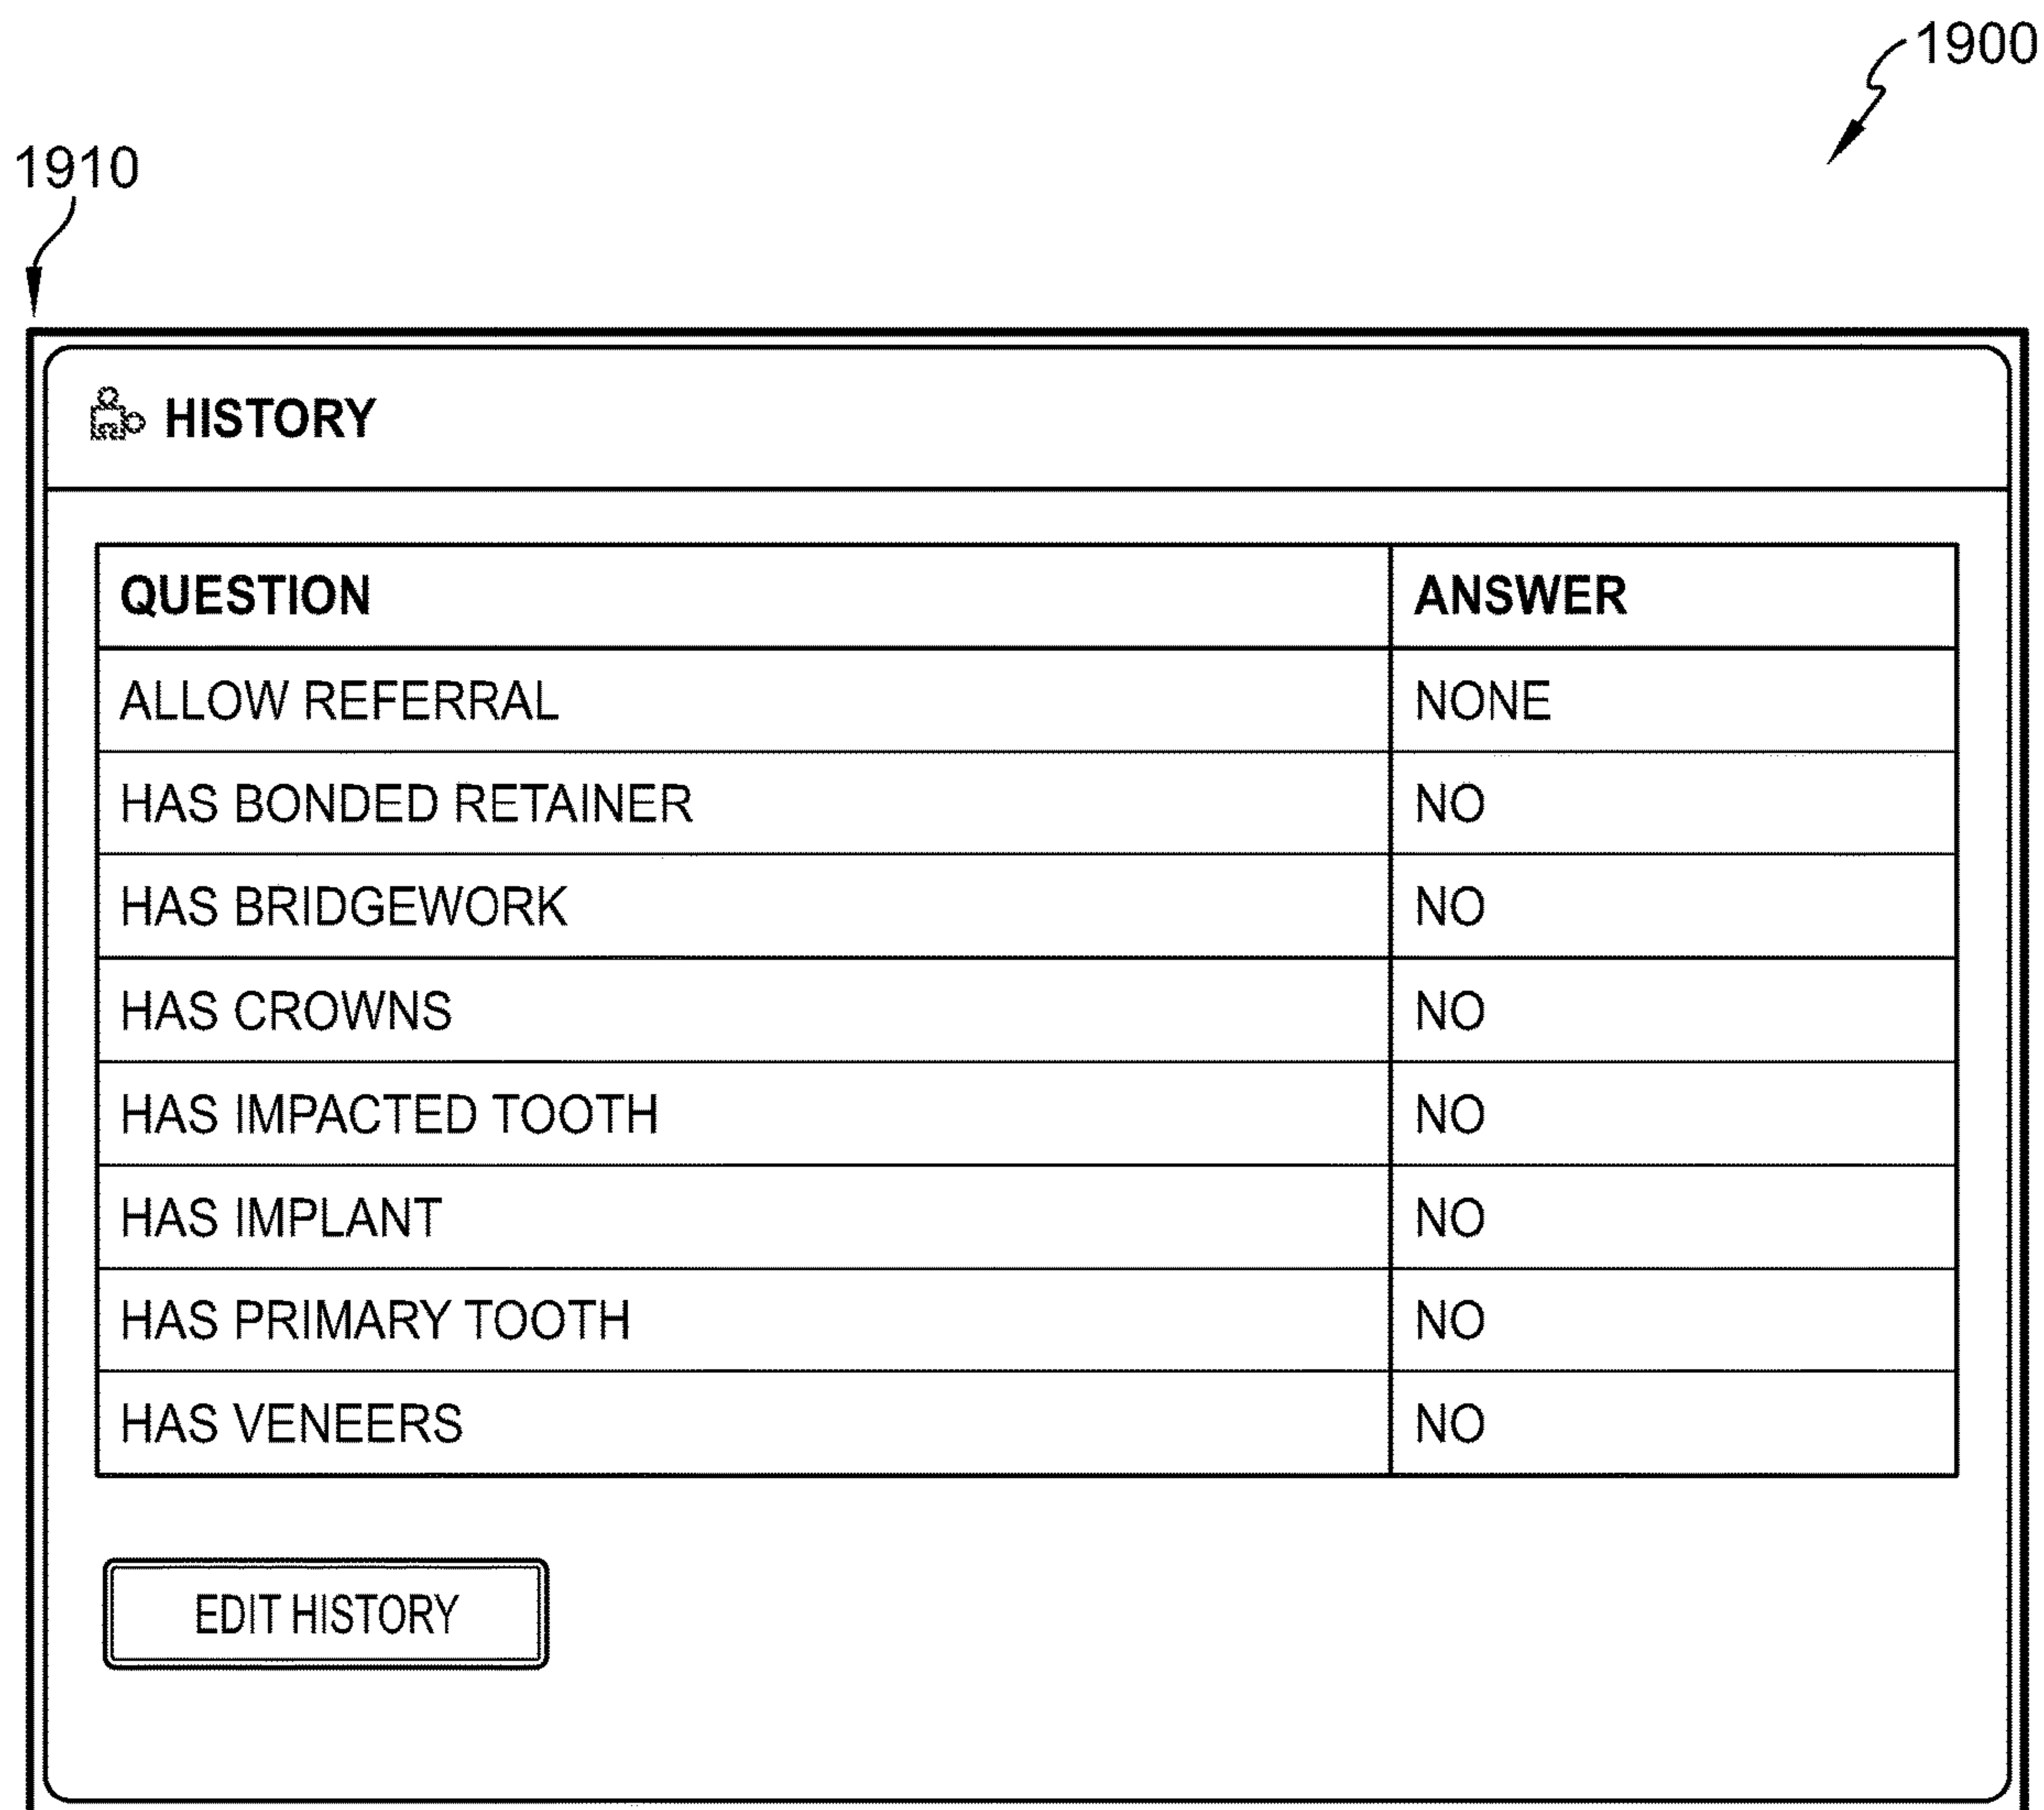 1900
1910
HISTORY
QUESTION ANSWER
ALLOW REFERRAL NONE
HAS BONDED RETAINER NO
HAS BRIDGEWORK NO
HAS CROWNS NO
HAS IMPACTED TOOTH NO
HAS IMPLANT NO
HAS PRIMARY TOOTH NO
HAS VENEERS NO
EDIT HISTORY